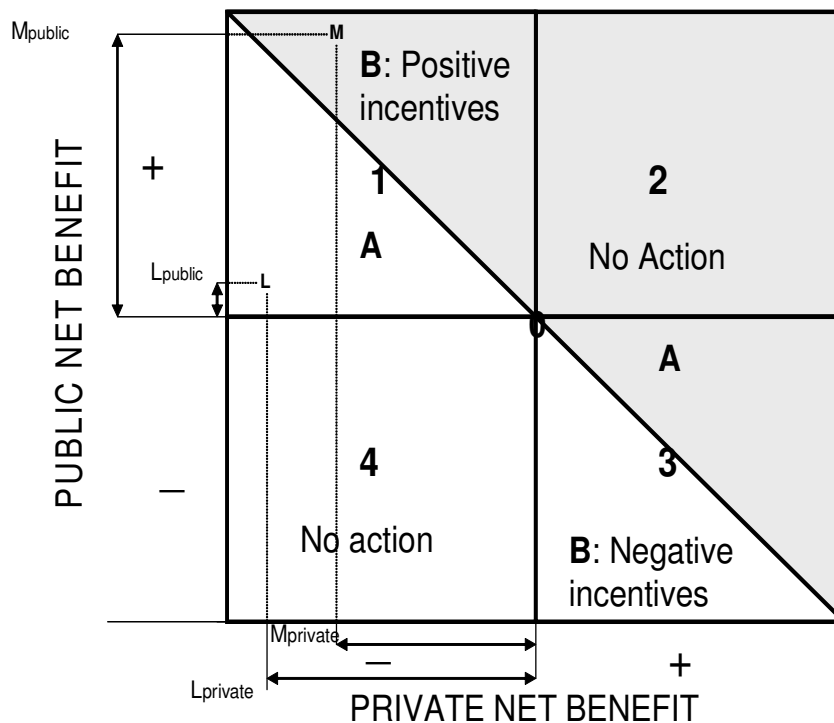 Mpublic
M
B: Positive
incentives
PUBLIC NET BENEFIT
+
1
2
A
No Action
Lpublic
L
0
A
4
3
–
No action
B: Negative
incentives
Mprivate
–
+
Lprivate
PRIVATE NET BENEFIT